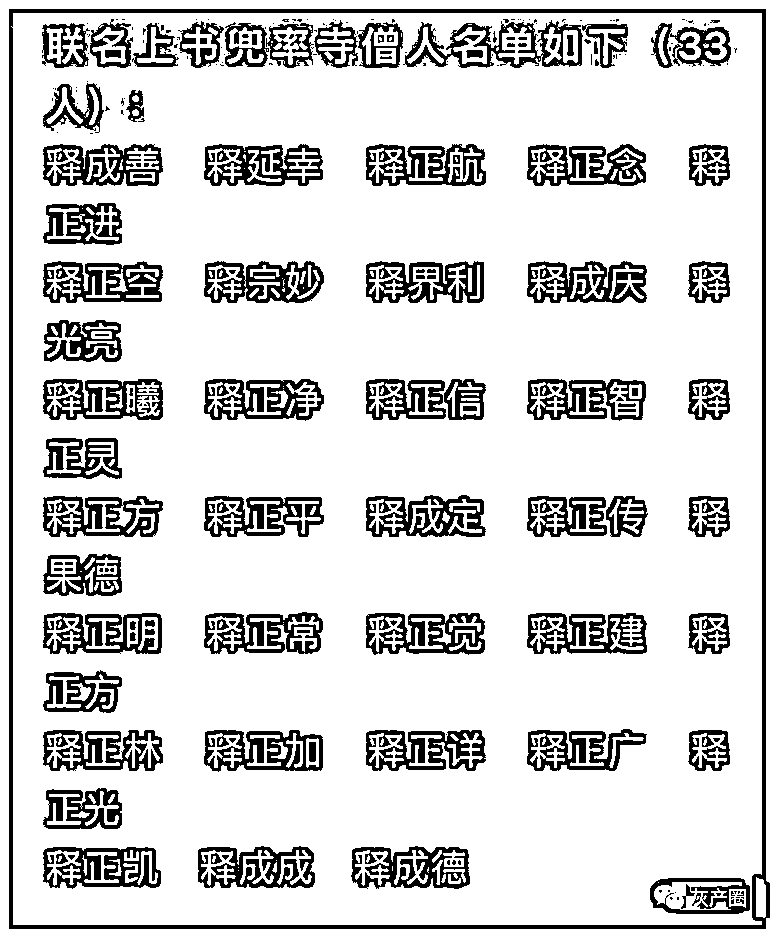 联名上书兜率寺僧人名单如下（33
人）：
释成善 释延幸 释正航 释正念 释
正进
释正空 释宗妙 释界利 释成庆 释
光亮
释正曦 释正净 释正信 释正智 释
正灵
释正方 释正平 释成定 释正传 释
果德
释正明 释正常 释正觉 释正建 释
正方
释正林 释正加 释正详 释正广 释
正光
释正凯 释成成 释成德
灰产圈